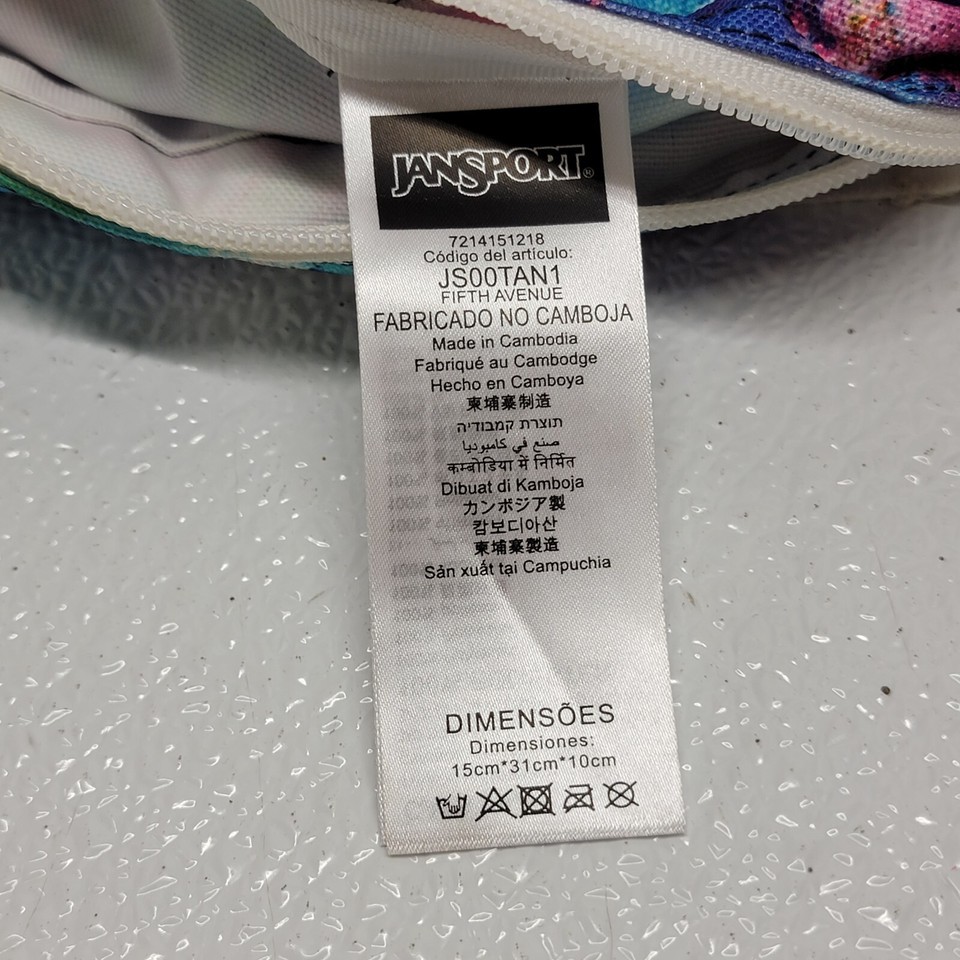 JANSPORT®
7214151218
Código del artículo:
JS00TAN1
FIFTH AVENUE
FABRICADO NO CAMBOJA
Made in Cambodia
Fabriqué au Cambodge
Hecho en Camboya
柬埔寨制造
תוצרת קמבודיה
صنع في كامبوديا
कम्बोडिया में निर्मित
Dibuat di Kamboja
カンボジア製
캄보디아산
柬埔寨製造
Sản xuất tại Campuchia
DIMENSÕES
Dimensiones:
15cm*31cm*10cm